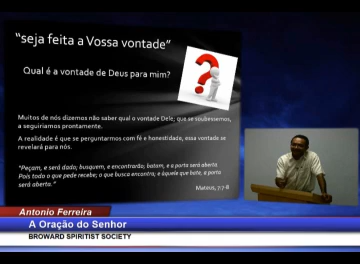 “seja feita a Vossa vontade”
Qual é a vontade de Deus para mim?
Muitos de nós dizemos não saber qual o vontade Dele; que se soubessemos,
a seguiríamos prontamente.
A realidade é que se perguntarmos com fé e honestidade, essa vontade se
revelará para nós.
“Peçam, e será dado; busquem, e encontrarão; batam, e a porta será aberta.
Pois todo o que pede recebe; o que busca encontra; e àquele que bate, a porta
será aberta.”
Mateus, 7:7-8
Antonio Ferreira
A Oração do Senhor
BROWARD SPIRITIST SOCIETY